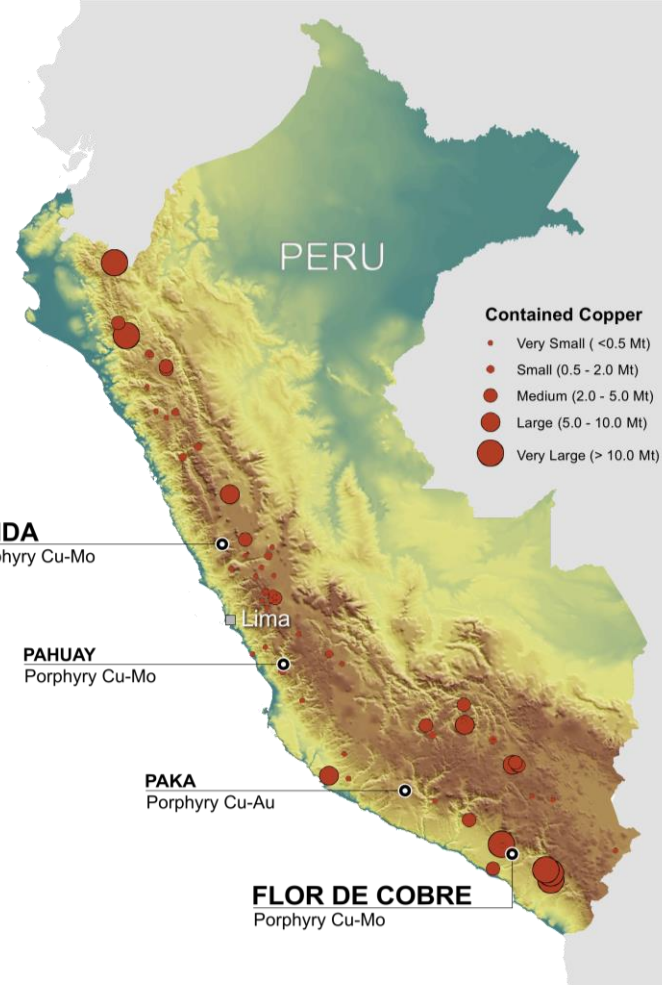 PERU
Contained Copper
Very Small ( <0.5 Mt)
Small (0.5 - 2.0 Mt)
Medium (2.0 - 5.0 Mt)
Large (5.0 - 10.0 Mt)
Very Large (> 10.0 Mt)
IDA
phyry Cu-Mo
Lima
PAHUAY
Porphyry Cu-Mo
PAKA
Porphyry Cu-Au
FLOR DE COBRE
Porphyry Cu-Mo